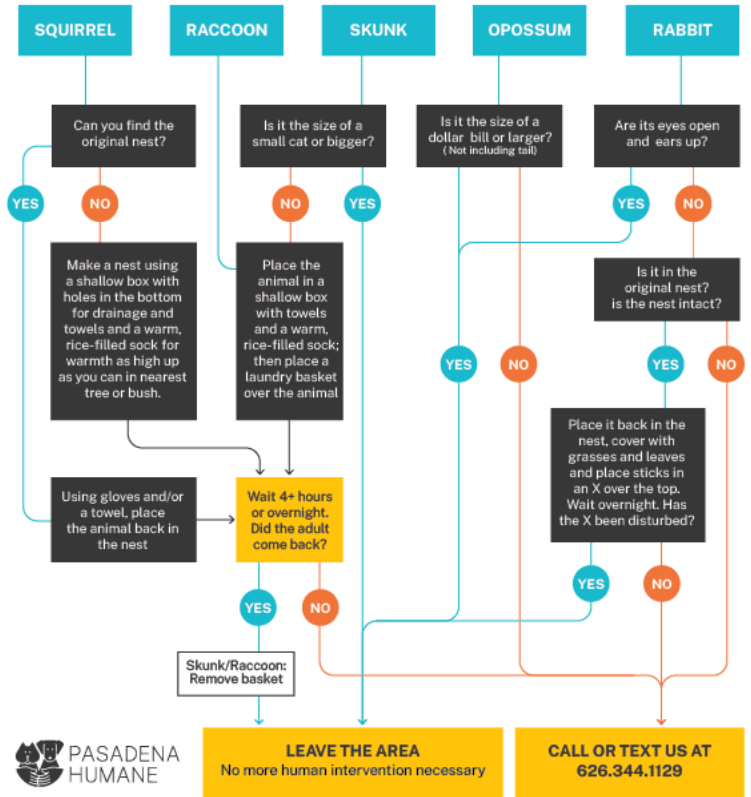 SQUIRREL
RACCOON
SKUNK
OPOSSUM
RABBIT
Can you find the
original nest?
Is it the size of a
small cat or bigger?
Is it the size of a
dollar bill or larger?
( Not including tail)
Are its eyes open
and ears up?
YES
NO
NO
YES
YES
NO
Make a nest using
a shallow box with
holes in the bottom
for drainage and
towels and a warm,
rice-filled sock for
warmth as high up
as you can in nearest
tree or bush.
Place the
animal in a
shallow box
with towels
and a warm,
rice-filled sock;
then place a
laundry basket
over the animal
Is it in the
original nest?
is the nest intact?
YES
NO
YES
NO
Place it back in the
nest, cover with
grasses and leaves
and place sticks in
an X over the top.
Wait overnight. Has
the X been disturbed?
Using gloves and/or
a towel, place
the animal back in
the nest
Wait 4+ hours
or overnight.
Did the adult
come back?
YES
NO
YES
NO
Skunk/Raccoon:
Remove basket
PASADENA
HUMANE
LEAVE THE AREA
No more human intervention necessary
CALL OR TEXT US AT
626.344.1129